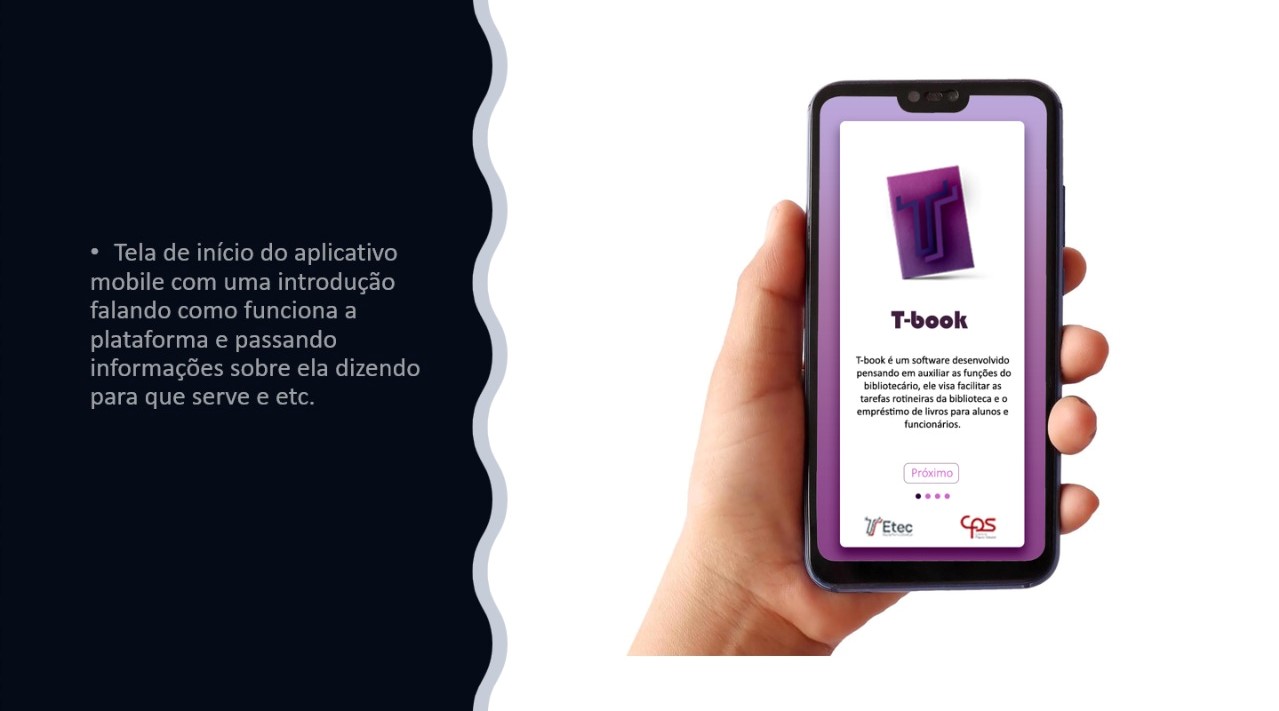 • Tela de início do aplicativo
mobile com uma introdução
falando como funciona a
plataforma e passando
informações sobre ela dizendo
para que serve e etc.
T-book
T-book é um software desenvolvido
pensando em auxiliar as funções do
bibliotecário, ele visa facilitar as
tarefas rotineiras da biblioteca e o
empréstimo de livros para alunos e
funcionários.
Próximo
Etec
cps